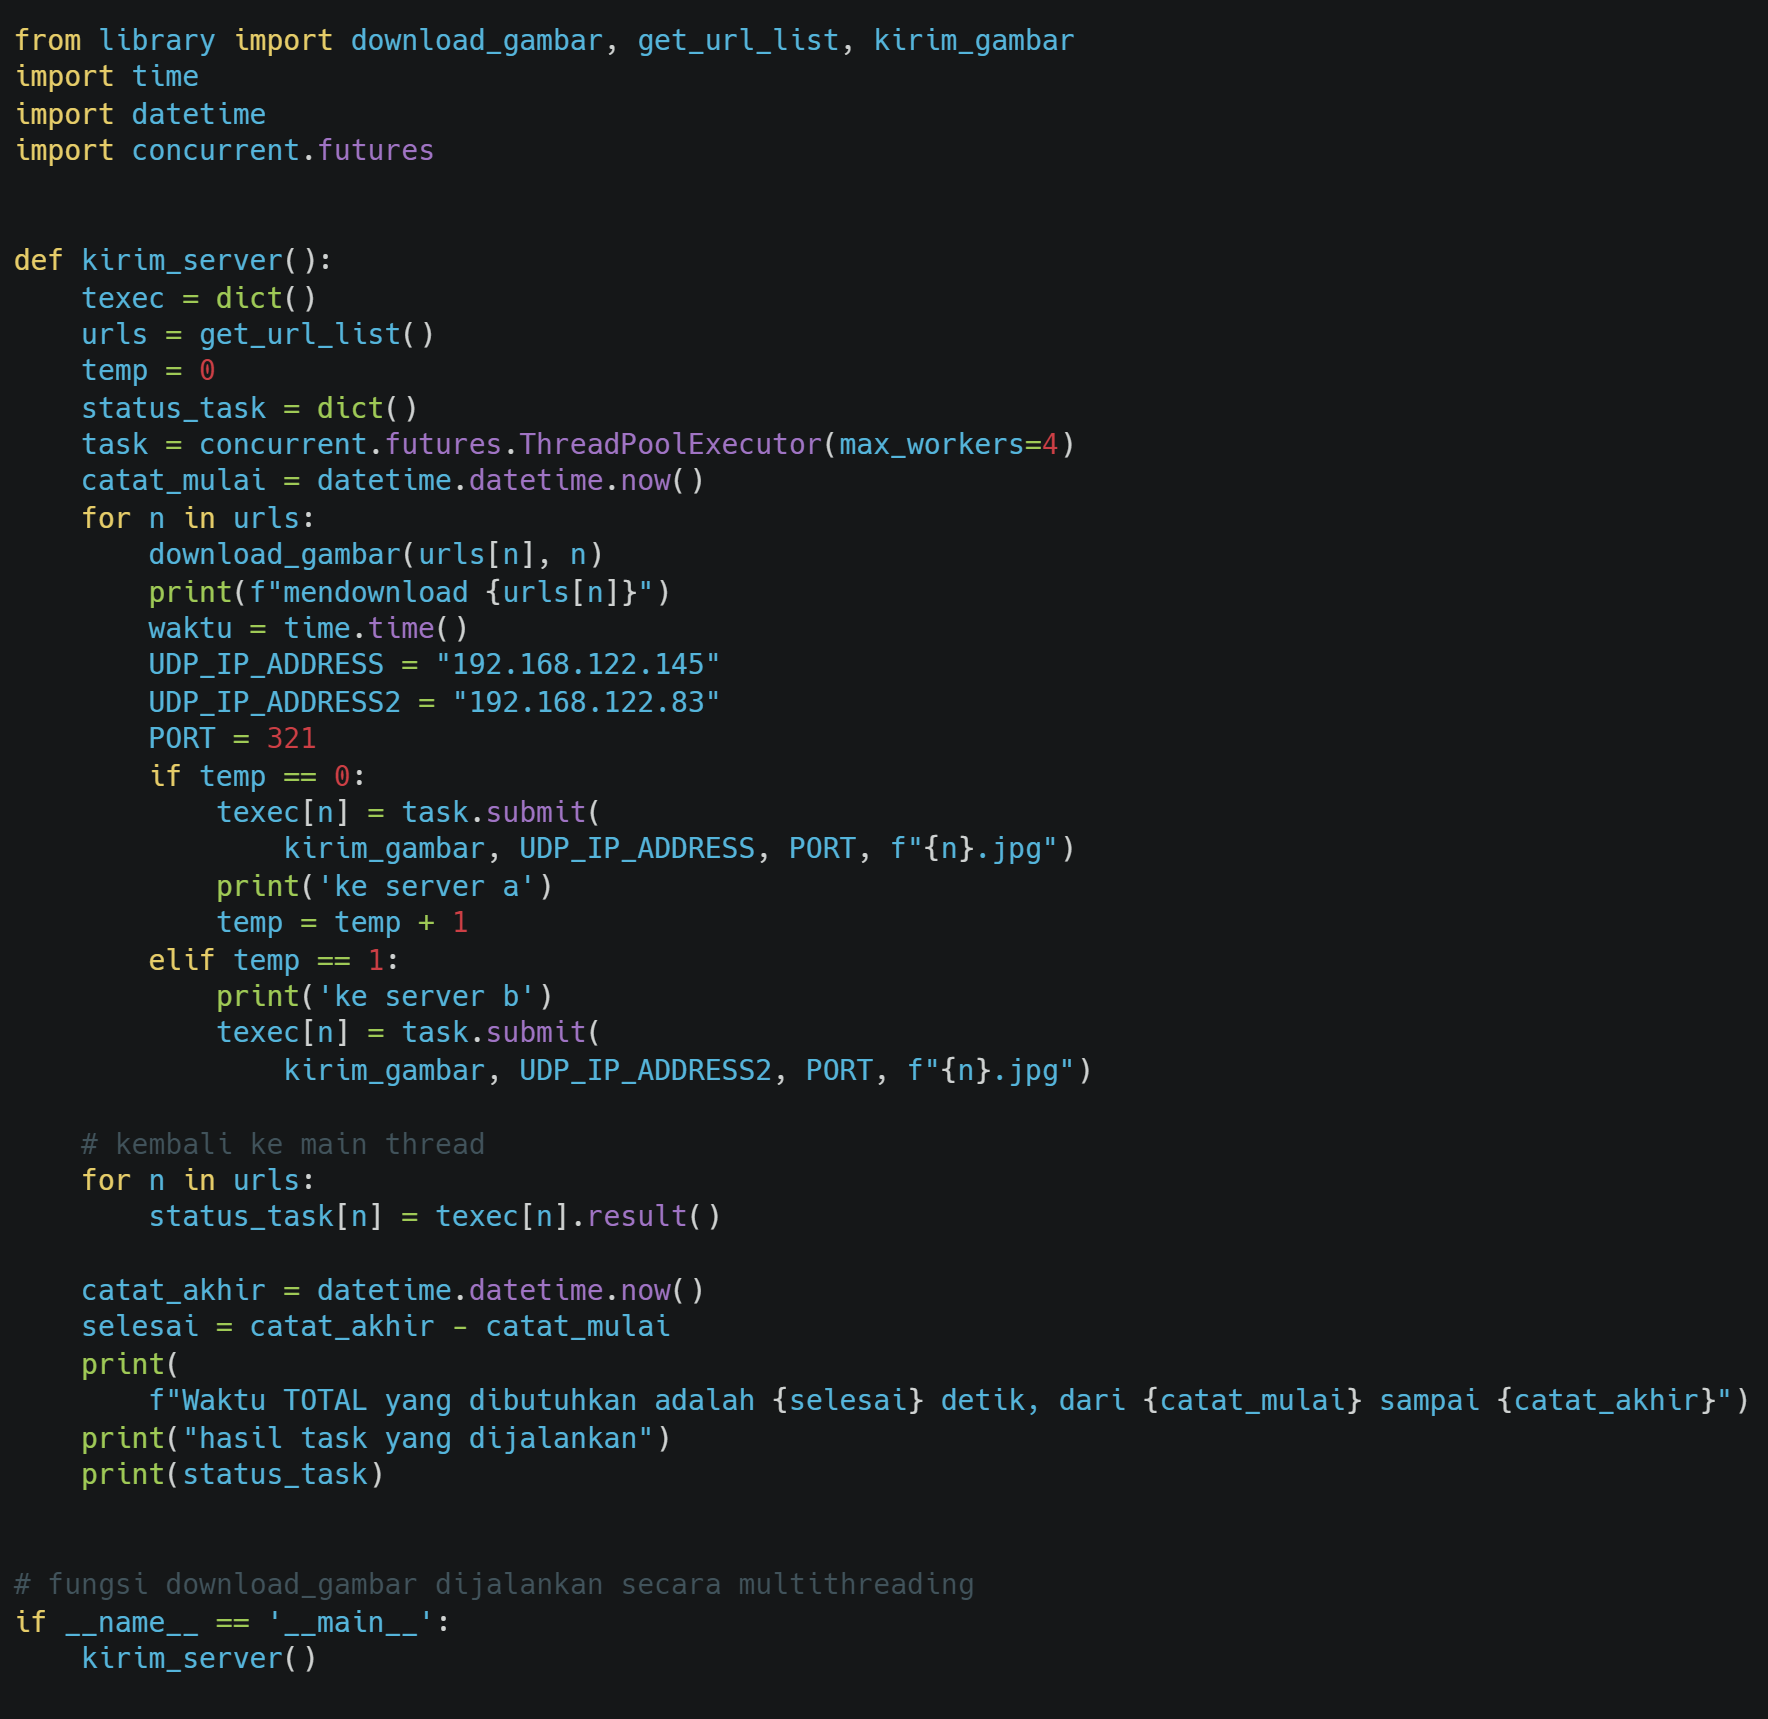 from library import download_gambar, get_url_list, kirim_gambar
import time
import datetime
import concurrent.futures


def kirim_server():
    texec = dict()
    urls = get_url_list()
    temp = 0
    status_task = dict()
    task = concurrent.futures.ThreadPoolExecutor(max_workers=4)
    catat_mulai = datetime.datetime.now()
    for n in urls:
        download_gambar(urls[n], n)
        print(f"mendownload {urls[n]}")
        waktu = time.time()
        UDP_IP_ADDRESS = "192.168.122.145"
        UDP_IP_ADDRESS2 = "192.168.122.83"
        PORT = 321
        if temp == 0:
            texec[n] = task.submit(
                kirim_gambar, UDP_IP_ADDRESS, PORT, f"{n}.jpg")
            print('ke server a')
            temp = temp + 1
        elif temp == 1:
            print('ke server b')
            texec[n] = task.submit(
                kirim_gambar, UDP_IP_ADDRESS2, PORT, f"{n}.jpg")

    # kembali ke main thread
    for n in urls:
        status_task[n] = texec[n].result()

    catat_akhir = datetime.datetime.now()
    selesai = catat_akhir - catat_mulai
    print(
        f"Waktu TOTAL yang dibutuhkan adalah {selesai} detik, dari {catat_mulai} sampai {catat_akhir}")
    print("hasil task yang dijalankan")
    print(status_task)


# fungsi download_gambar dijalankan secara multithreading
if __name__ == '__main__':
    kirim_server()